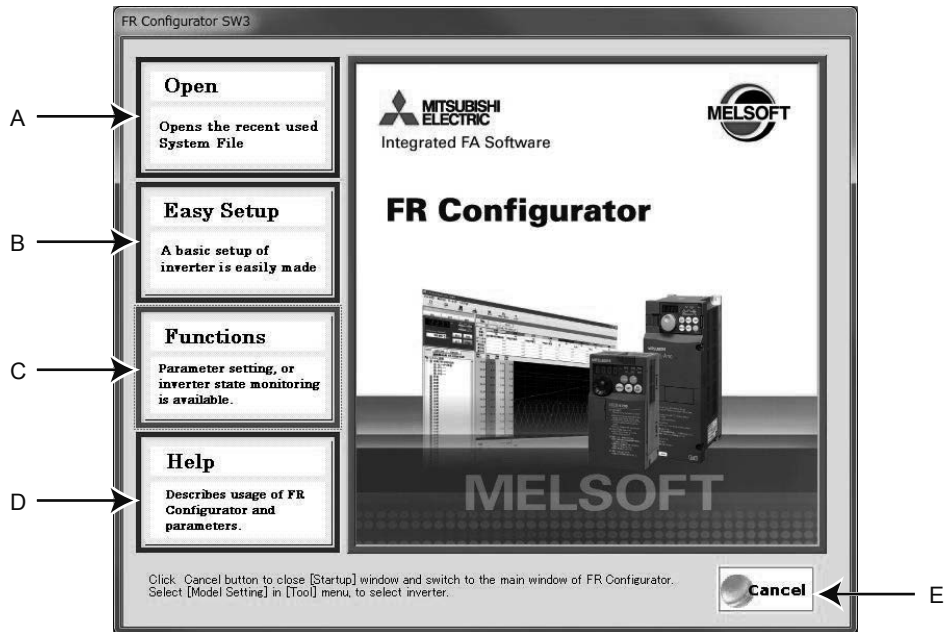 FR Configurator SW3
A
Open
Opens the recent used
System File
B
Easy Setup
A basic setup of
inverter is easily made
C
Functions
Parameter setting, or
inverter state monitoring
is available.
D
Help
Describes usage of FR
Configurator and
parameters.
MITSUBISHI
ELECTRIC
Integrated FA Software
MELSOFT
FR Configurator
MELSOFT
Click Cancel button to close [Startup] window and switch to the main window of FR Configurator.
Select [Model Setting] in [Tool] menu, to select inverter.
Cancel
E